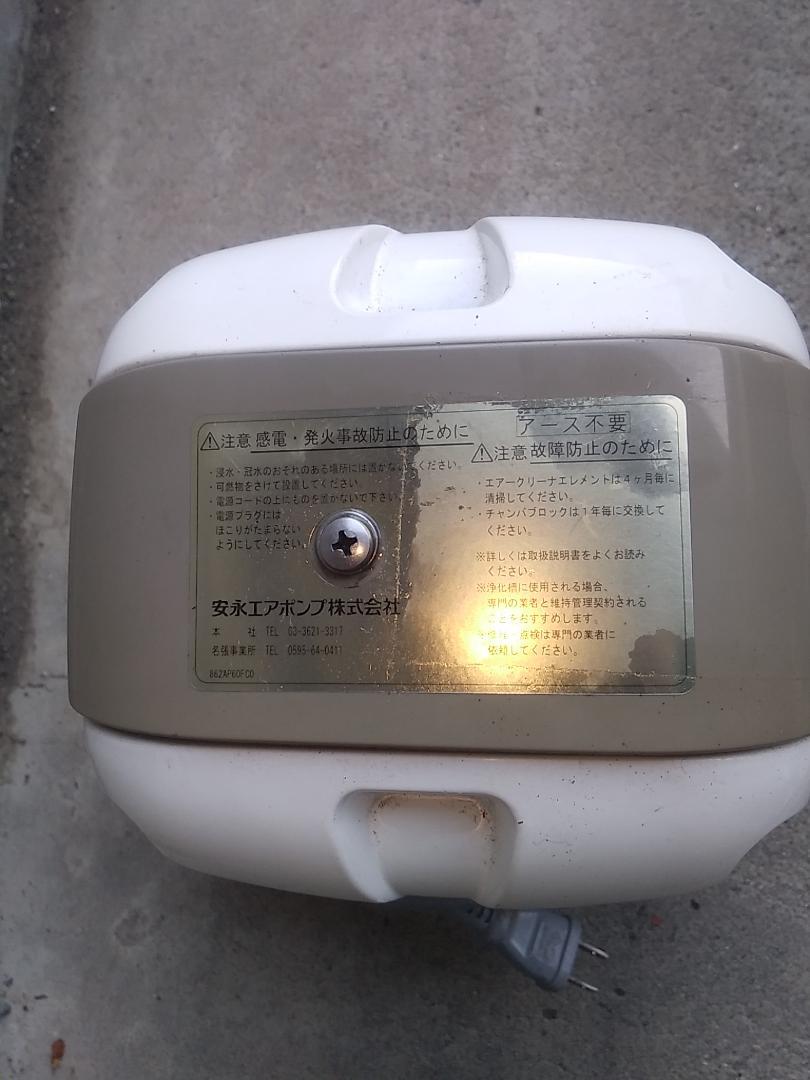 ⚠注意 感電・発火事故防止のために
・浸水・冠水のおそれのある場所には置かないでください。
・可燃物をさけて設置してください。
・電源コードの上にものを置かないで下さい。
・電源プラグには
ほこりがたまらない
ようにしてください。
安永エアポンプ株式会社
本 社 TEL 03-3621-3317
名張事業所 TEL 0595-64-0411
862AP60FC0
アース不要
⚠注意 故障防止のために
・エアークリーナエレメントは4ヶ月毎に
清掃してください。
・チャンバブロックは1年毎に交換して
ください。
※詳しくは取扱説明書をよくお読み
ください。
※浄化槽に使用される場合、
専門の業者と維持管理契約される
ことをおすすめします。
※修理・点検は専門の業者に
依頼してください。